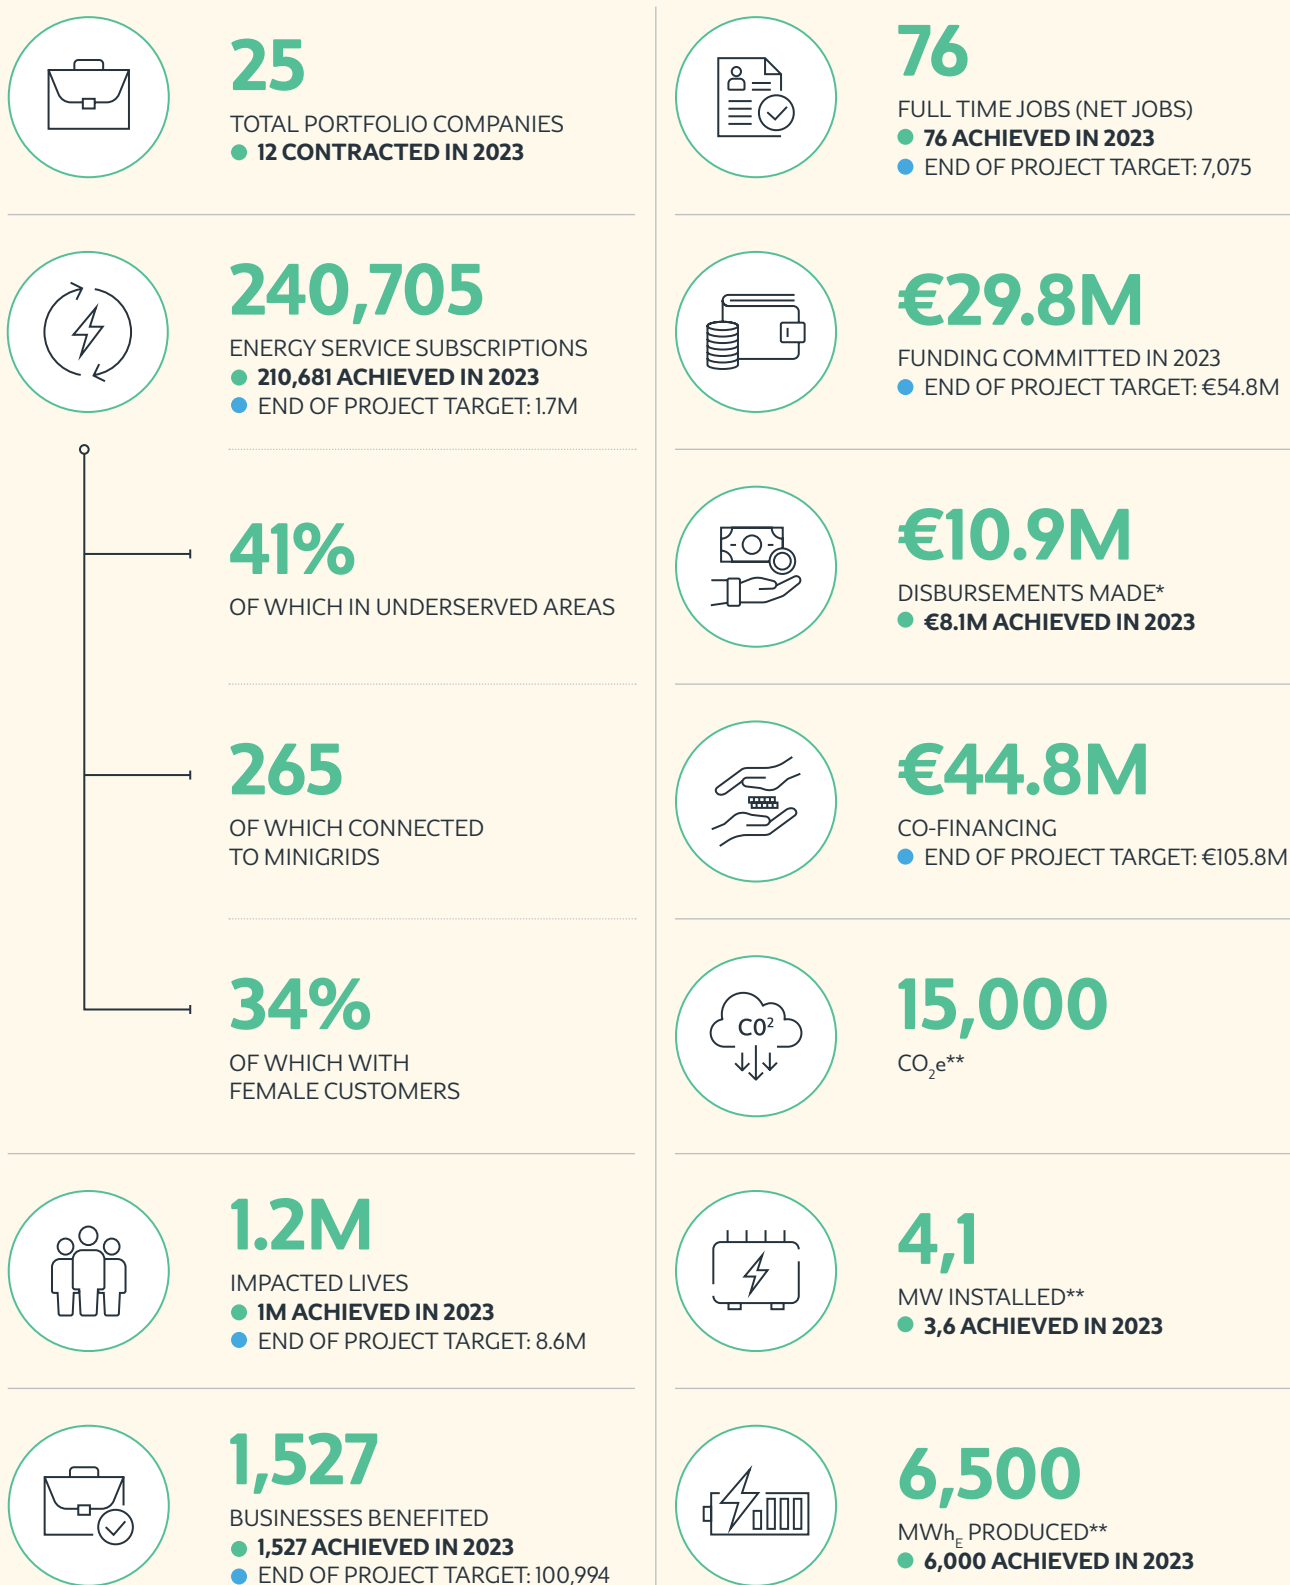 25
TOTAL PORTFOLIO COMPANIES
12 CONTRACTED IN 2023
240,705
ENERGY SERVICE SUBSCRIPTIONS
210,681 ACHIEVED IN 2023
END OF PROJECT TARGET: 1.7M
41%
OF WHICH IN UNDERSERVED AREAS
265
OF WHICH CONNECTED
TO MINIGRIDS
34%
OF WHICH WITH
FEMALE CUSTOMERS
1.2M
IMPACTED LIVES
1M ACHIEVED IN 2023
END OF PROJECT TARGET: 8.6M
1,527
BUSINESSES BENEFITED
1,527 ACHIEVED IN 2023
END OF PROJECT TARGET: 100,994
76
FULL TIME JOBS (NET JOBS)
76 ACHIEVED IN 2023
END OF PROJECT TARGET: 7,075
€29.8M
FUNDING COMMITTED IN 2023
END OF PROJECT TARGET: €54.8M
€10.9M
DISBURSEMENTS MADE*
€8.1M ACHIEVED IN 2023
€44.8M
CO-FINANCING
END OF PROJECT TARGET: €105.8M
CO²
15,000
CO₂e**
4,1
MW INSTALLED**
3,6 ACHIEVED IN 2023
6,500
MWh_E PRODUCED**
6,000 ACHIEVED IN 2023